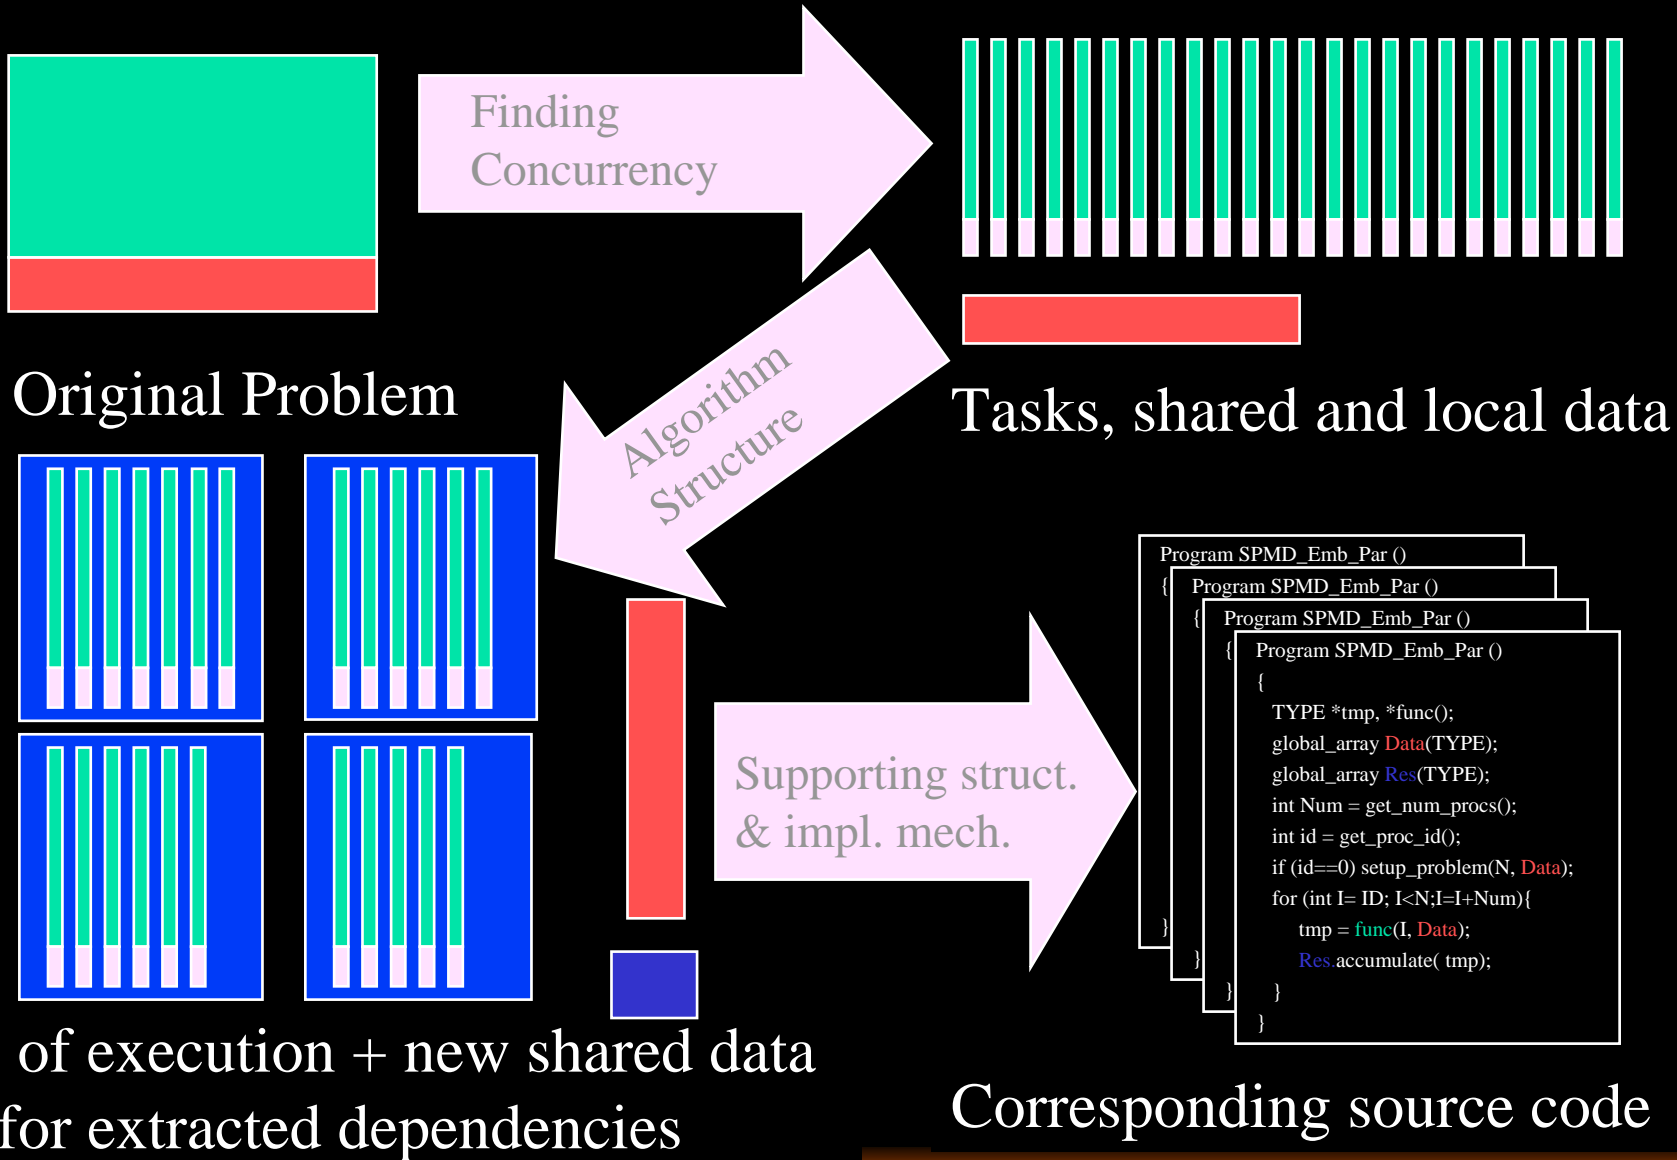 Finding
Concurrency
Original Problem
Tasks, shared and local data
Algorithm
Structure
Supporting struct.
& impl. mech.
Program SPMD_Emb_Par ()
{
Program SPMD_Emb_Par ()
{
Program SPMD_Emb_Par ()
{
Program SPMD_Emb_Par ()
{
TYPE *tmp, *func();
global_array Data(TYPE);
global_array Res(TYPE);
int Num = get_num_procs();
int id = get_proc_id();
if (id==0) setup_problem(N, Data);
for (int I= ID; I<N;I=I+Num){
tmp = func(I, Data);
Res.accumulate( tmp);
}
}
}
}
}
of execution + new shared data
for extracted dependencies
Corresponding source code